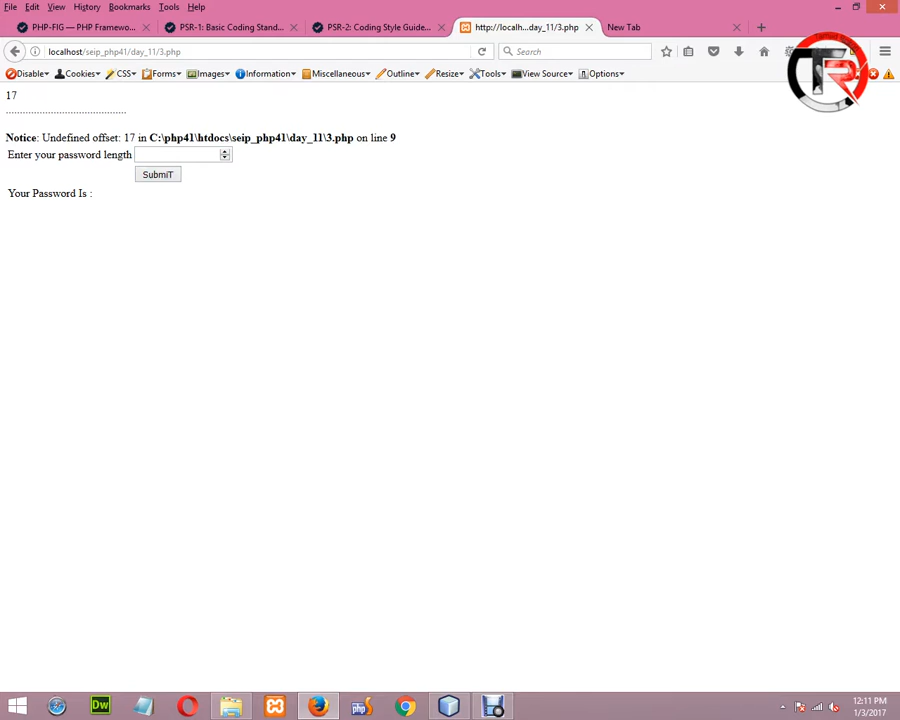 File Edit View History Bookmarks Tools Help
PHP-FIG — PHP Framewo... PSR-1: Basic Coding Stand... PSR-2: Coding Style Guide... http://localh...day_11/3.php New Tab
localhost/seip_php41/day_11/3.php Search
Disable Cookies CSS Forms Images Information Miscellaneous Outline Resize Tools View Source Options
17
........................................
Notice: Undefined offset: 17 in C:\php41\htdocs\seip_php41\day_11\3.php on line 9
Enter your password length
SubmiT
Your Password Is :
Dw php
12:11 PM
1/3/2017